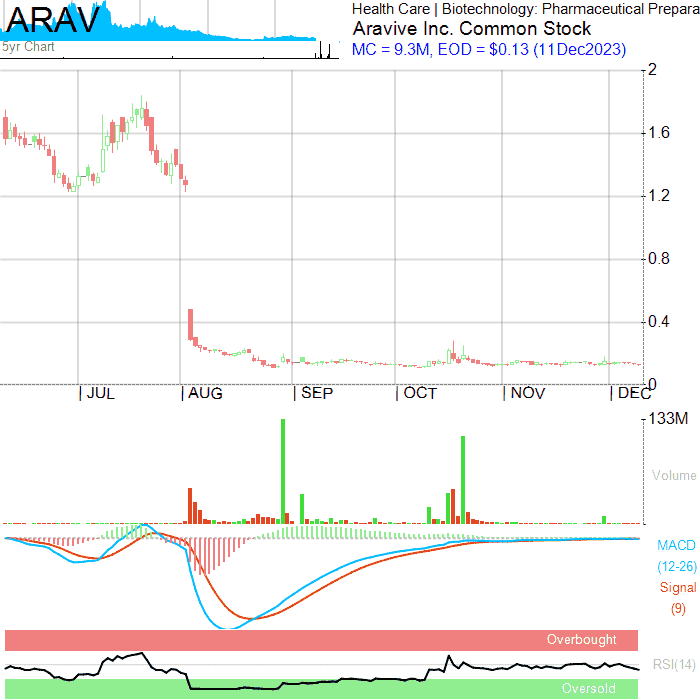 ARAV
5yr Chart
Health Care | Biotechnology: Pharmaceutical Prepara
Aravive Inc. Common Stock
MC = 9.3M, EOD = $0.13 (11Dec2023)
2
1.6
1.2
0.8
0.4
0
JUL AUG SEP OCT NOV DEC
133M
Volume
MACD
(12-26)
Signal
(9)
Overbought
RSI(14)
Oversold